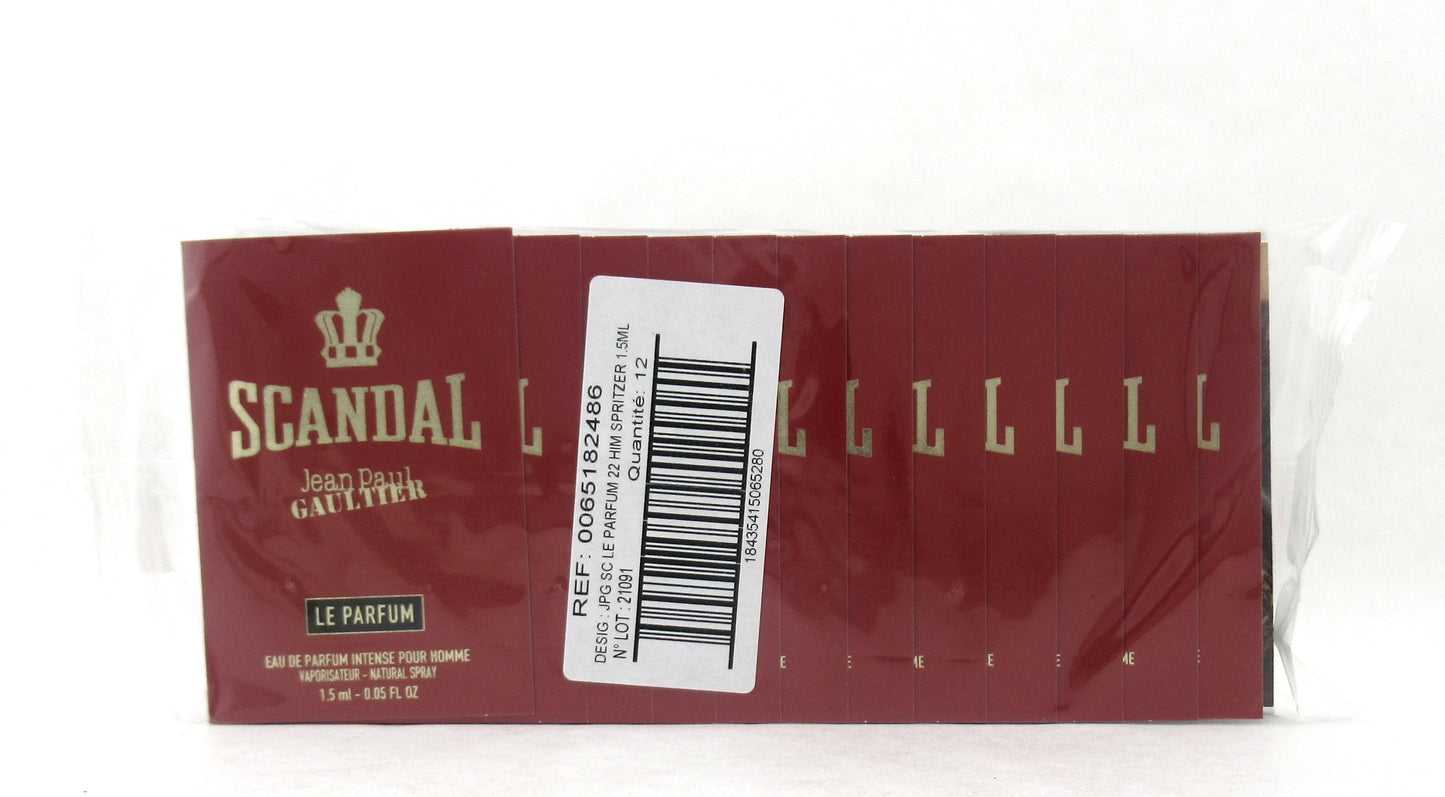 SCANDAL
Jean Paul
GAULTIER
LE PARFUM
EAU DE PARFUM INTENSE POUR HOMME
VAPORISATEUR - NATURAL SPRAY
1.5 ml - 0.05 FL OZ
REF: 0065182486
DESIG : JPG SC LE PARFUM 22 HIM SPRITZER 1.5ML
N° LOT : 21091
Quantité: 12
18435415065280
L
L
L
L
L
L
L
L
E
E
ME
E
E
ME
E